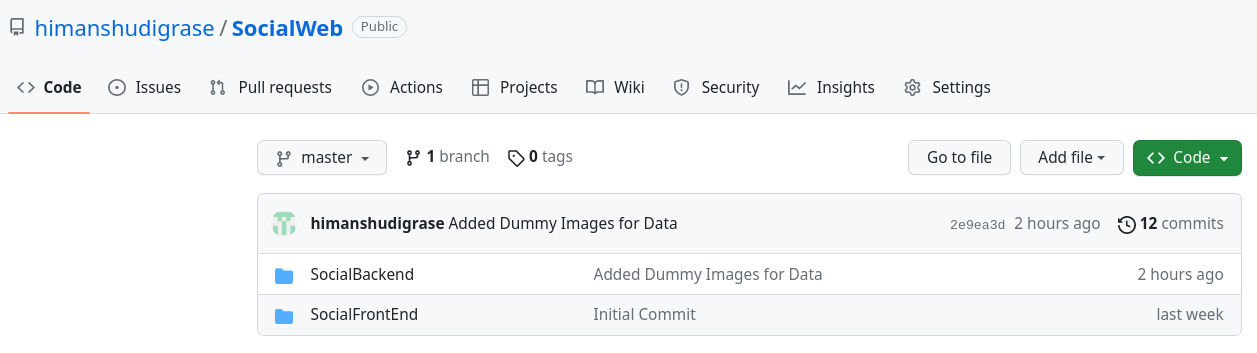 himanshudigrase / SocialWeb Public
Code Issues Pull requests Actions Projects Wiki Security Insights Settings
master 1 branch 0 tags Go to file Add file Code
himanshudigrase Added Dummy Images for Data 2e9ea3d 2 hours ago 12 commits
SocialBackend Added Dummy Images for Data 2 hours ago
SocialFrontEnd Initial Commit last week